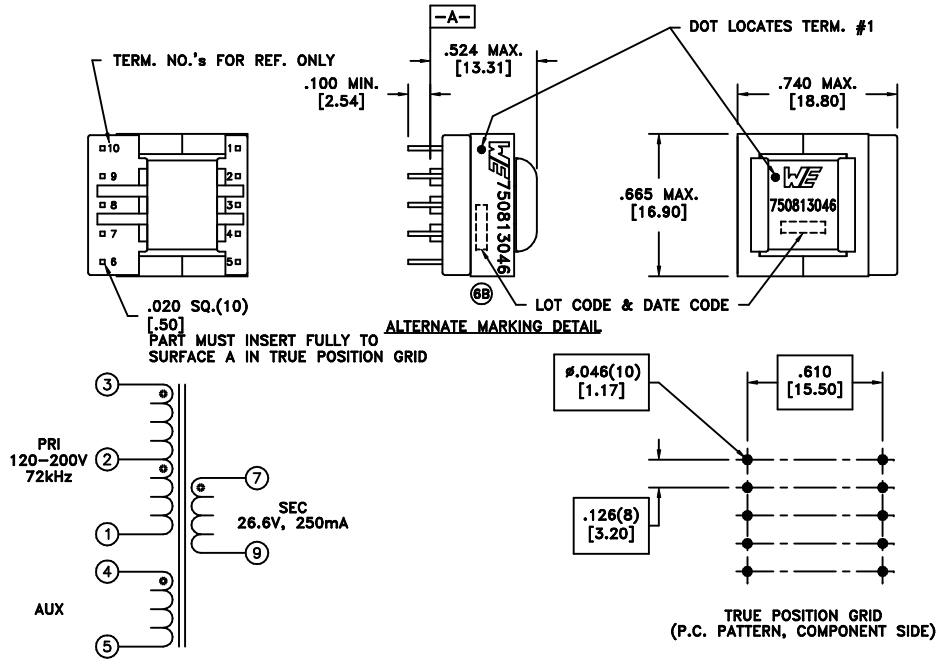 -A-
DOT LOCATES TERM. #1
TERM. NO.'s FOR REF. ONLY
.524 MAX.
[13.31]
.100 MIN.
[2.54]
.740 MAX.
[18.80]
10
1
9
2
8
3
7
4
6
5
WE 750813046
.665 MAX.
[16.90]
WE
750813046
6B
LOT CODE & DATE CODE
.020 SQ.(10)
[.50]
ALTERNATE MARKING DETAIL
PART MUST INSERT FULLY TO
SURFACE A IN TRUE POSITION GRID
3
PRI
120-200V
72kHz
2
1
4
AUX
5
7
SEC
26.6V, 250mA
9
ø.046(10)
[1.17]
.610
[15.50]
.126(8)
[3.20]
TRUE POSITION GRID
(P.C. PATTERN, COMPONENT SIDE)